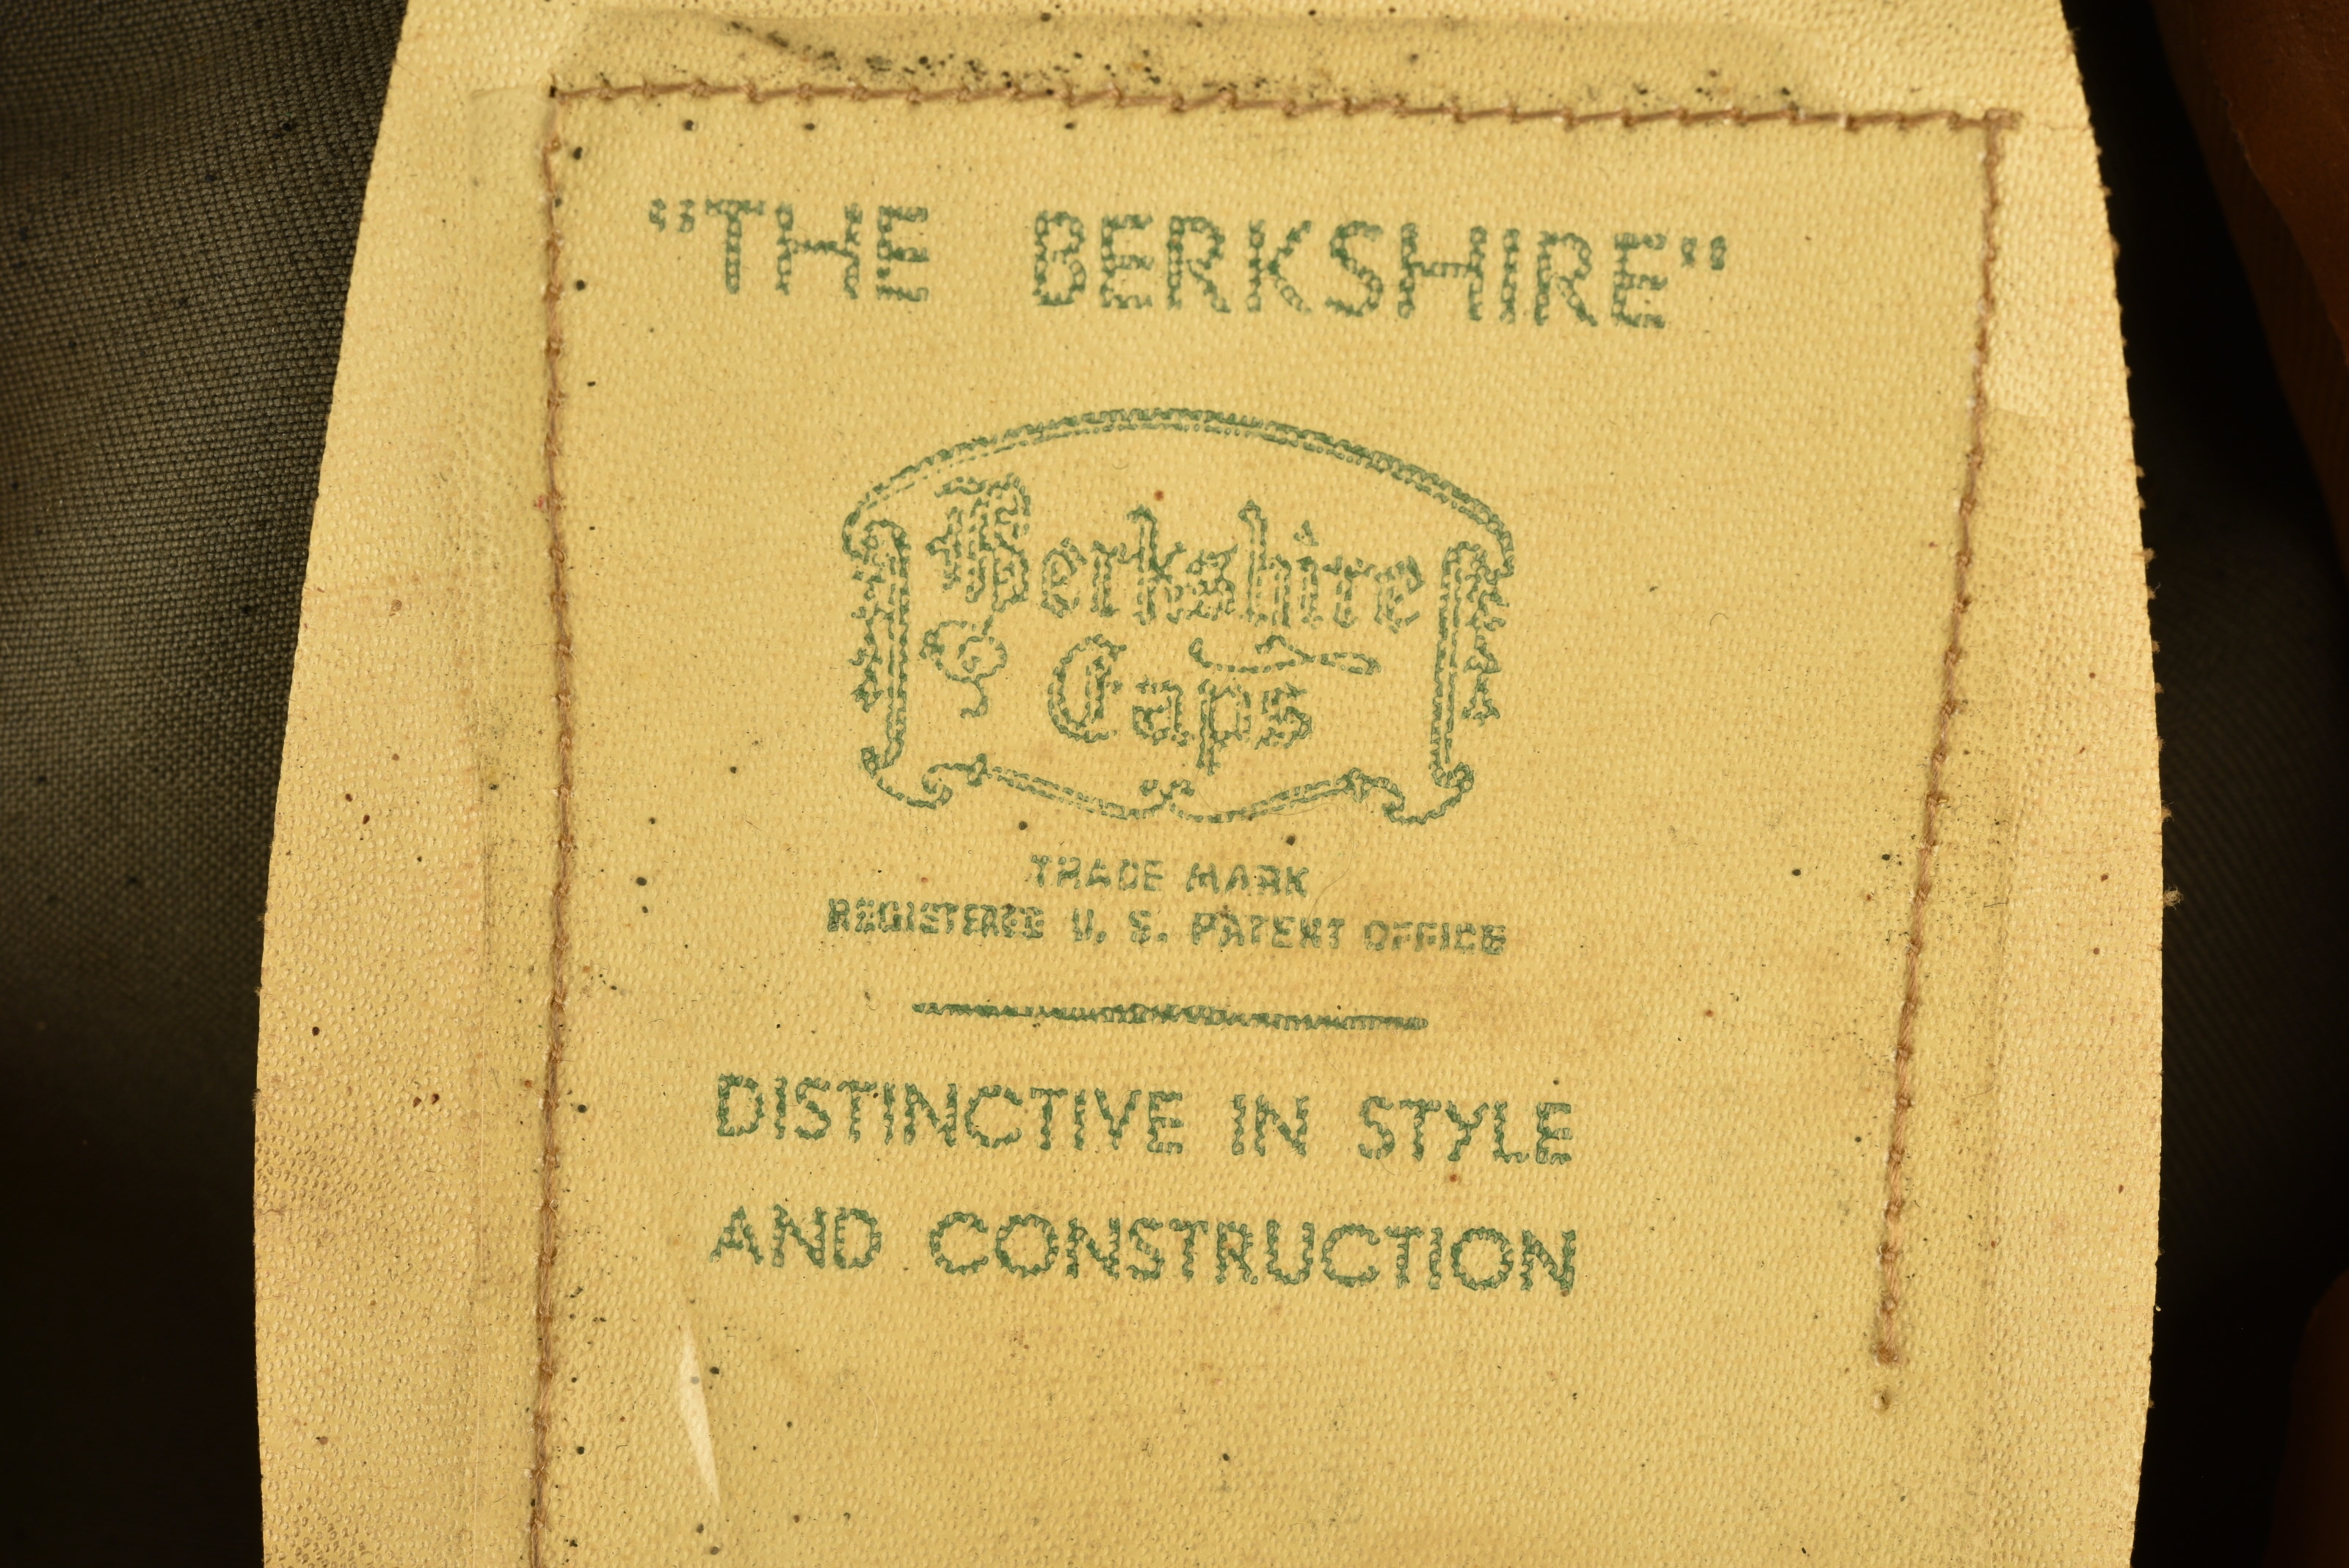 "THE BERKSHIRE"
Berkshire
Caps
TRADE MARK
REGISTERED U. S. PATENT OFFICE
DISTINCTIVE IN STYLE
AND CONSTRUCTION